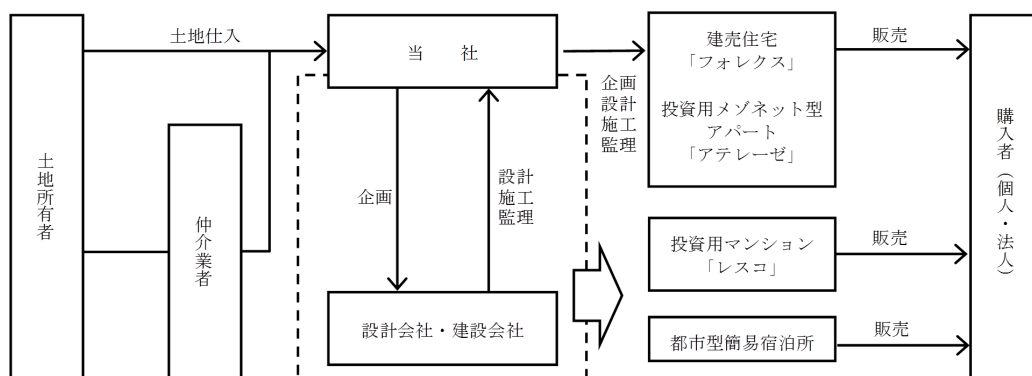 土地所有者
仲介業者
土地仕入
当　　社
企画
設計
施工
監理
設計会社・建設会社
企画
設計
施工
監理
建売住宅
「フォレクス」
投資用メゾネット型
アパート
「アテレーゼ」
投資用マンション
「レスコ」
都市型簡易宿泊所
販売
販売
販売
購入者（個人・法人）